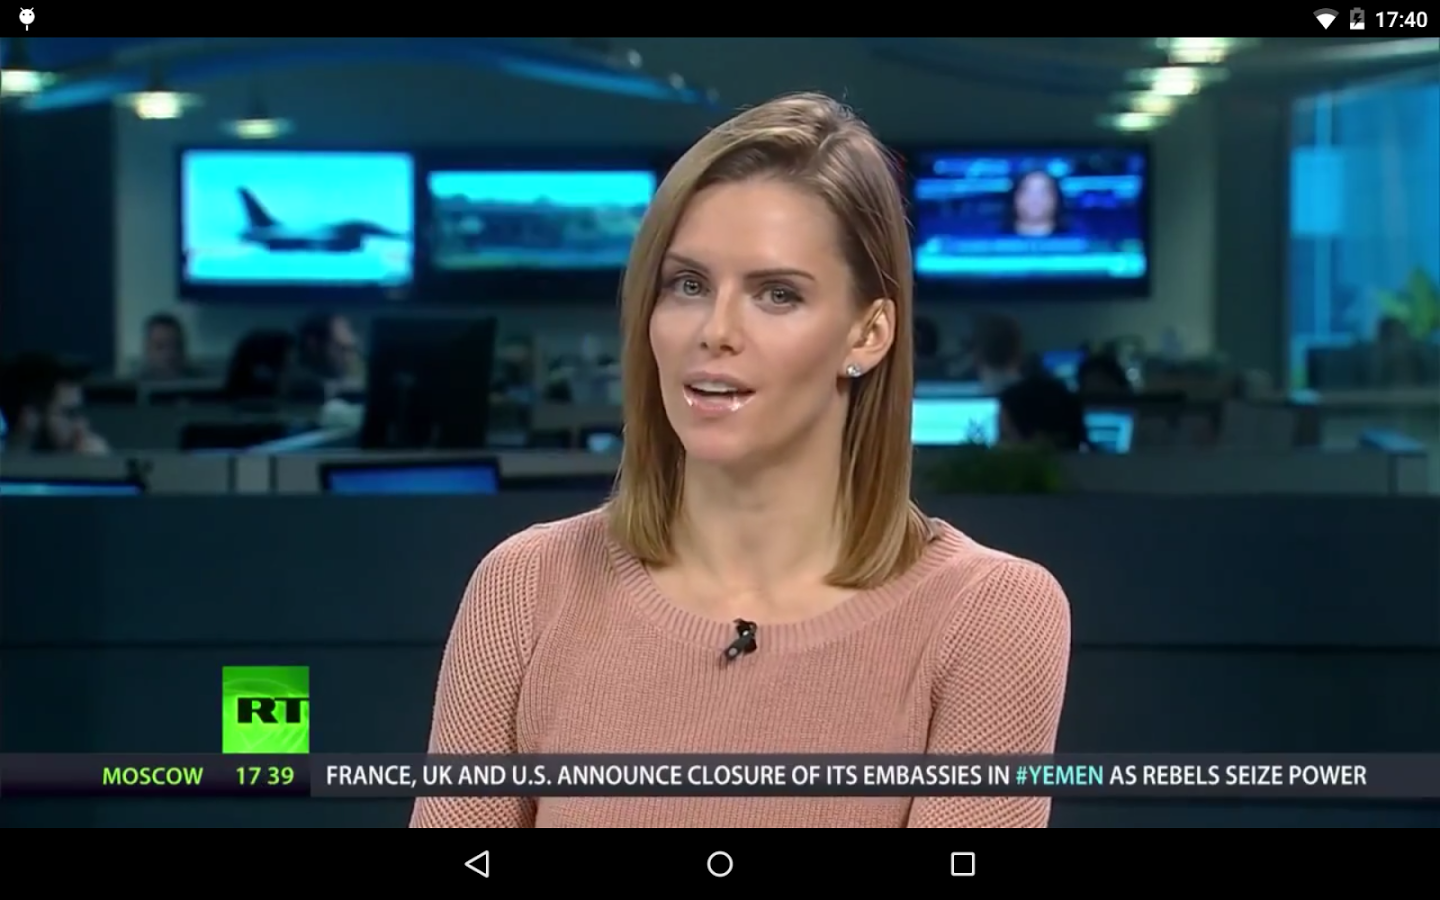 17:40
RT
MOSCOW 17 39 FRANCE, UK AND U.S. ANNOUNCE CLOSURE OF ITS EMBASSIES IN #YEMEN AS REBELS SEIZE POWER